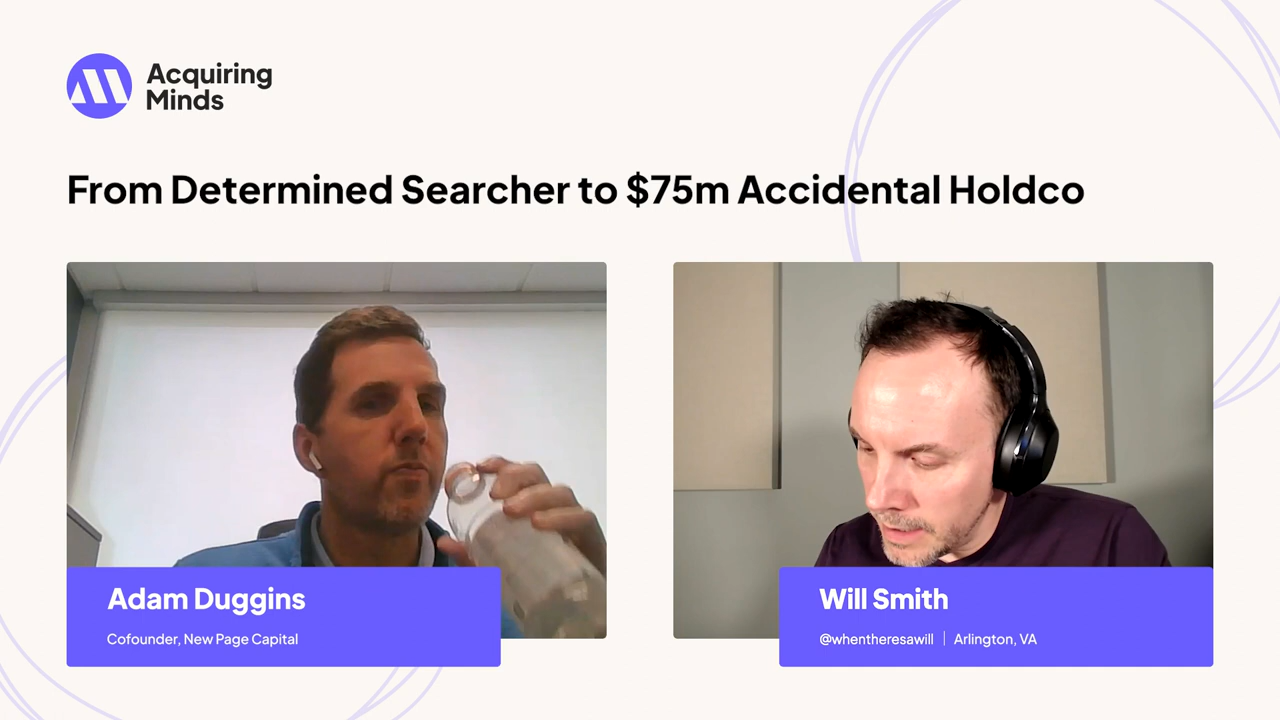 Acquiring
Minds
From Determined Searcher to $75m Accidental Holdco
Adam Duggins
Cofounder, New Page Capital
Will Smith
@whentheresawill | Arlington, VA